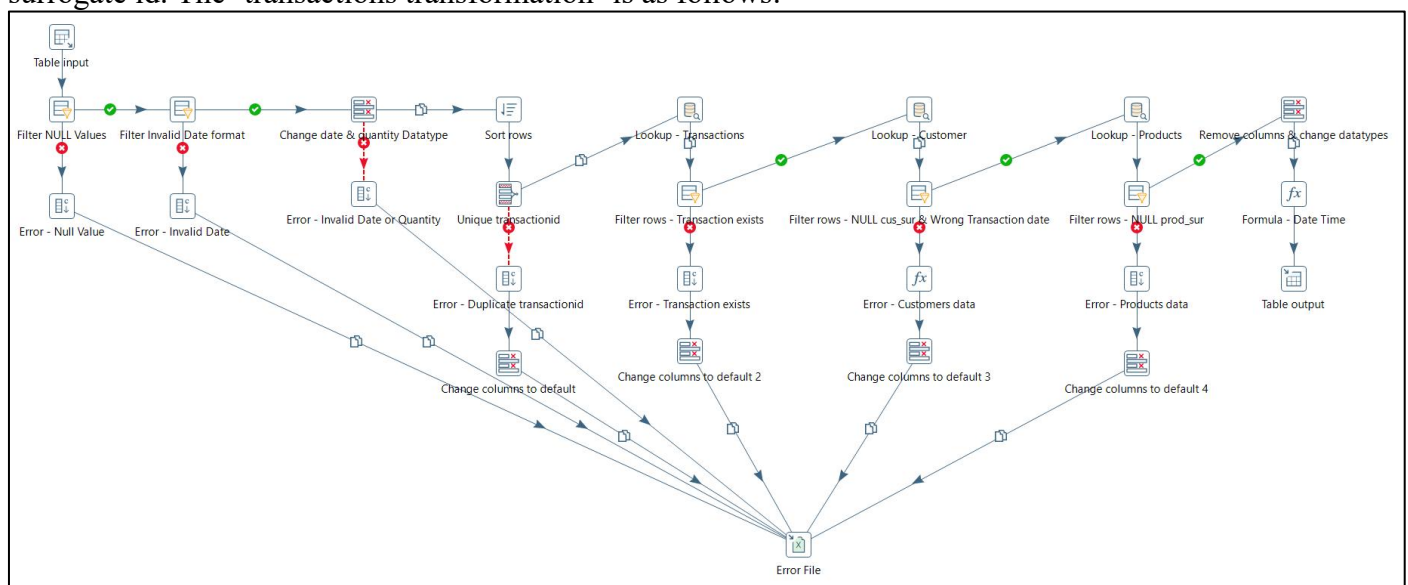 surrogate id. The "transactions transformation" is as follows:
Table input
Filter NULL Values
Filter Invalid Date format
Change date & quantity Datatype
Sort rows
Lookup - Transactions
Lookup - Customer
Lookup - Products
Remove columns & change datatypes
Error - Null Value
Error - Invalid Date
Error - Invalid Date or Quantity
Unique transactionid
Filter rows - Transaction exists
Filter rows - NULL cus_sur & Wrong Transaction date
Filter rows - NULL prod_sur
Formula - Date Time
Error - Duplicate transactionid
Error - Transaction exists
Error - Customers data
Error - Products data
Table output
Change columns to default
Change columns to default 2
Change columns to default 3
Change columns to default 4
Error File